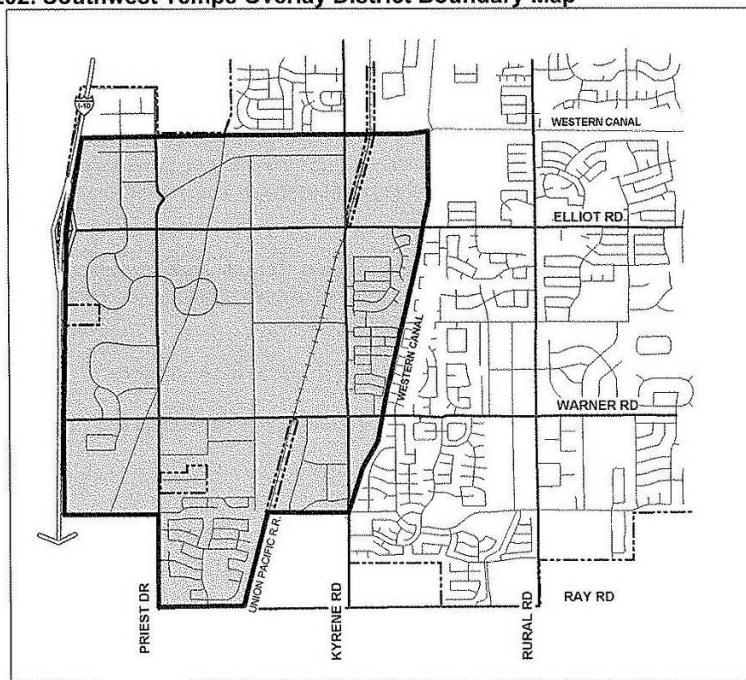 202. Southwest Tempe Overlay District Boundary Map
I-10
WESTERN CANAL
ELLIOT RD.
WESTERN CANAL
WARNER RD
UNION PACIFIC R.R.
PRIEST DR
KYRENE RD
RURAL RD
RAY RD